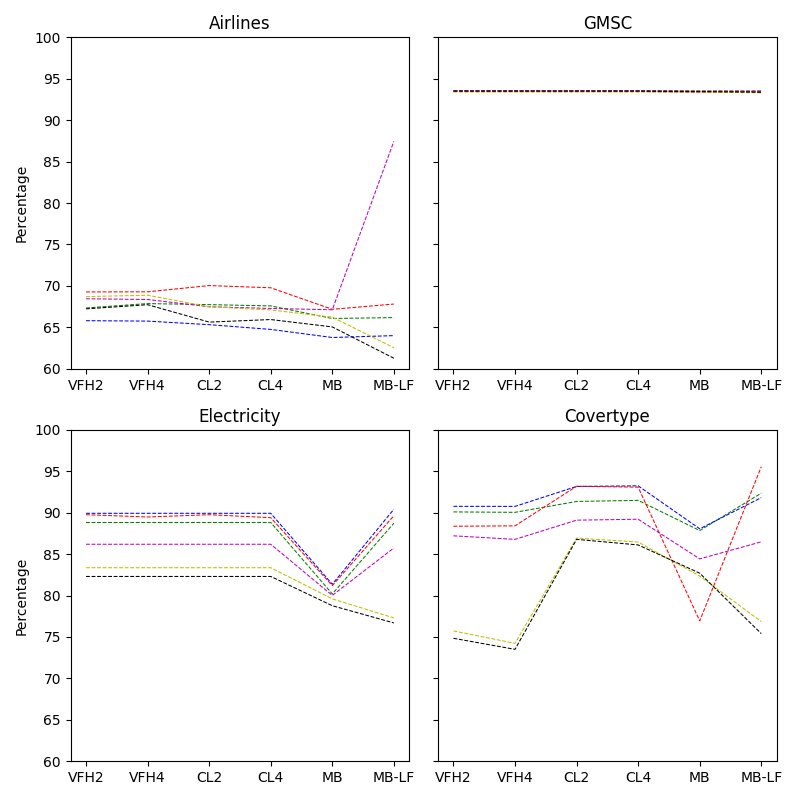 Airlines
GMSC
Percentage
100
95
90
85
80
75
70
65
60
VFH2 VFH4 CL2 CL4 MB MB-LF
VFH2 VFH4 CL2 CL4 MB MB-LF
Electricity
Covertype
Percentage
100
95
90
85
80
75
70
65
60
VFH2 VFH4 CL2 CL4 MB MB-LF
VFH2 VFH4 CL2 CL4 MB MB-LF